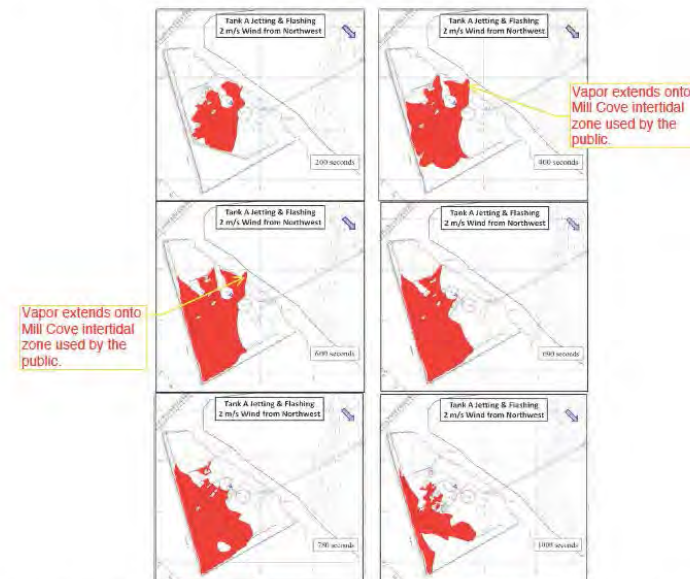 Tank A Jetting & Flashing
2 m/s Wind from Northwest
200 seconds
Tank A Jetting & Flashing
2 m/s Wind from Northwest
400 seconds
Vapor extends onto
Mill Cove intertidal
zone used by the
public.
Tank A Jetting & Flashing
2 m/s Wind from Northwest
600 seconds
Vapor extends onto
Mill Cove intertidal
zone used by the
public.
Tank A Jetting & Flashing
2 m/s Wind from Northwest
seconds
Tank A Jetting & Flashing
2 m/s Wind from Northwest
seconds
Tank A Jetting & Flashing
2 m/s Wind from Northwest
seconds